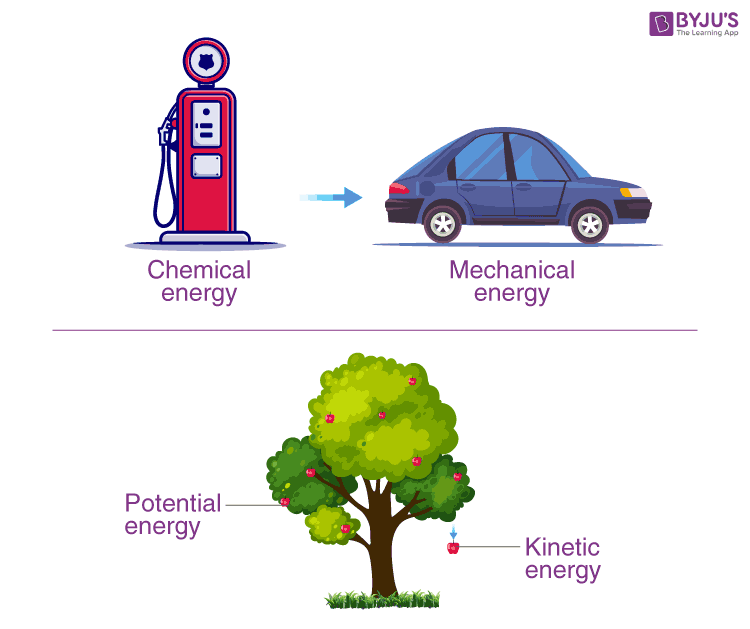 BYJU'S
The Learning App
Chemical
energy
Mechanical
energy
Potential
energy
Kinetic
energy